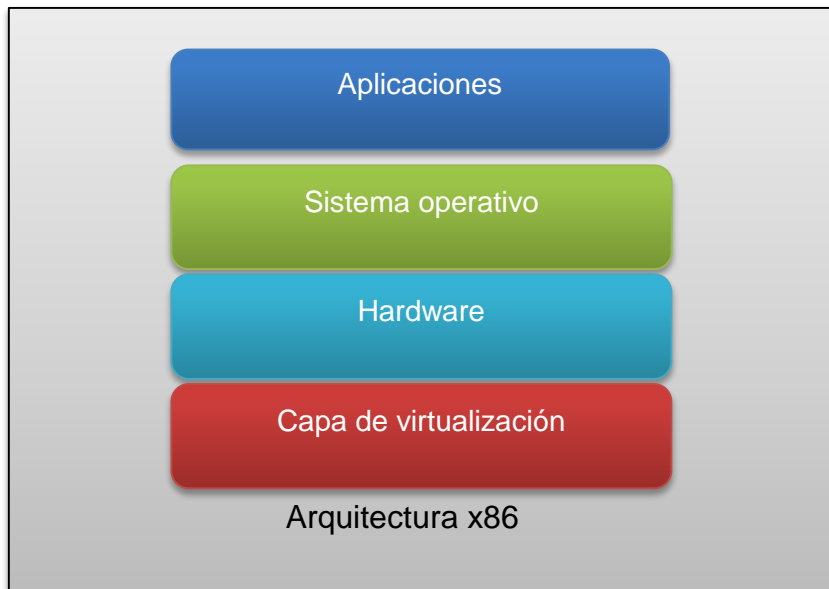 Aplicaciones
Sistema operativo
Hardware
Capa de virtualización
Arquitectura x86